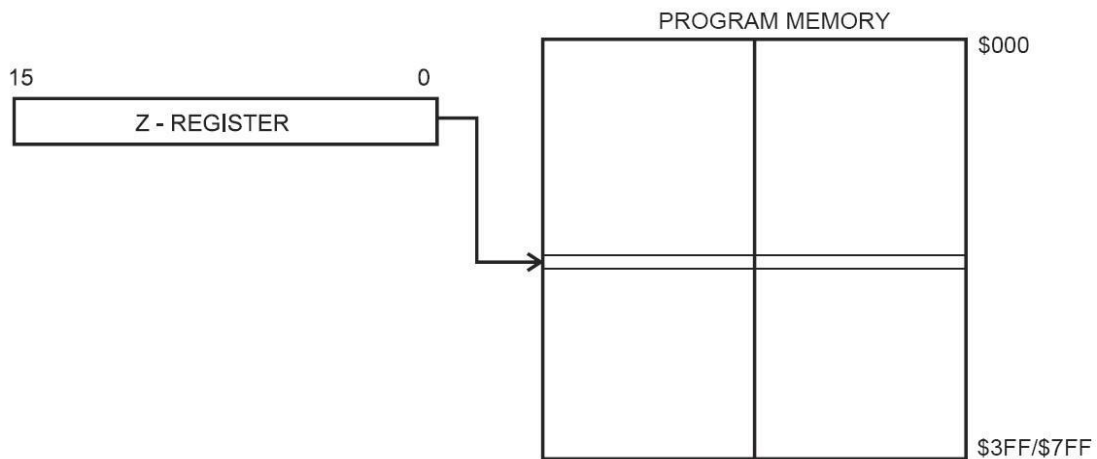 PROGRAM MEMORY
$000
15 0
Z - REGISTER
$3FF/$7FF